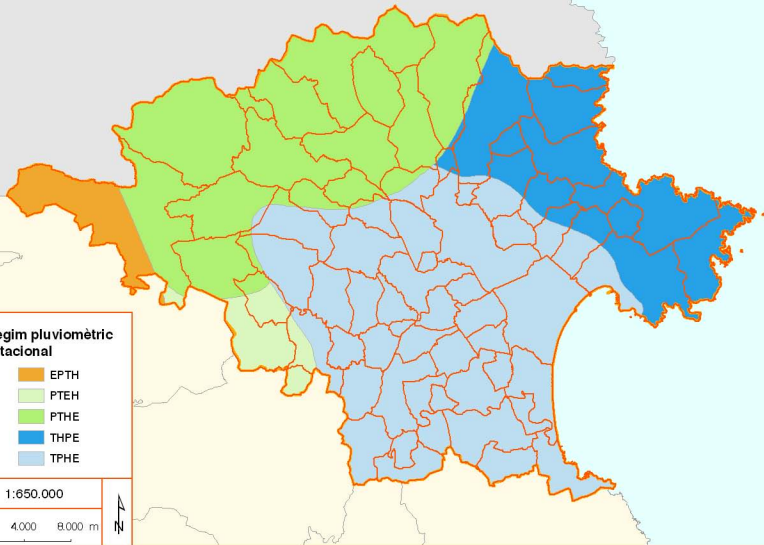 egim pluviomètric
tacional
EPTH
PTEH
PTHE
THPE
TPHE
1:650.000
4.000 8.000 m
N